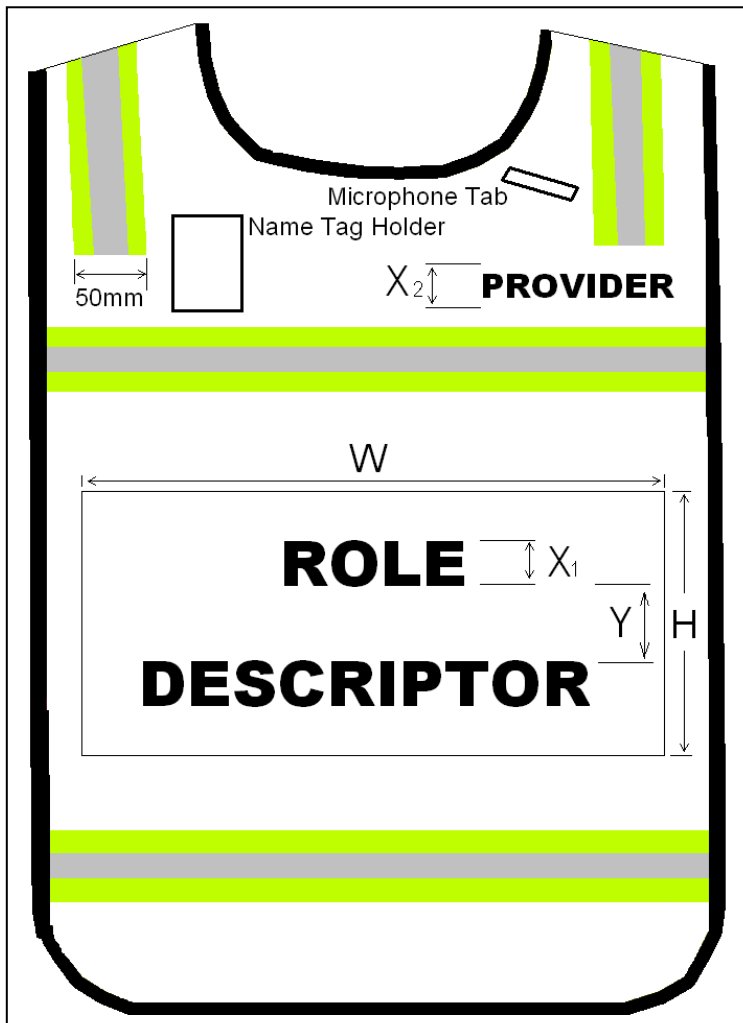 Microphone Tab
Name Tag Holder
50mm
X2
PROVIDER
W
ROLE
X1
Y
H
DESCRIPTOR